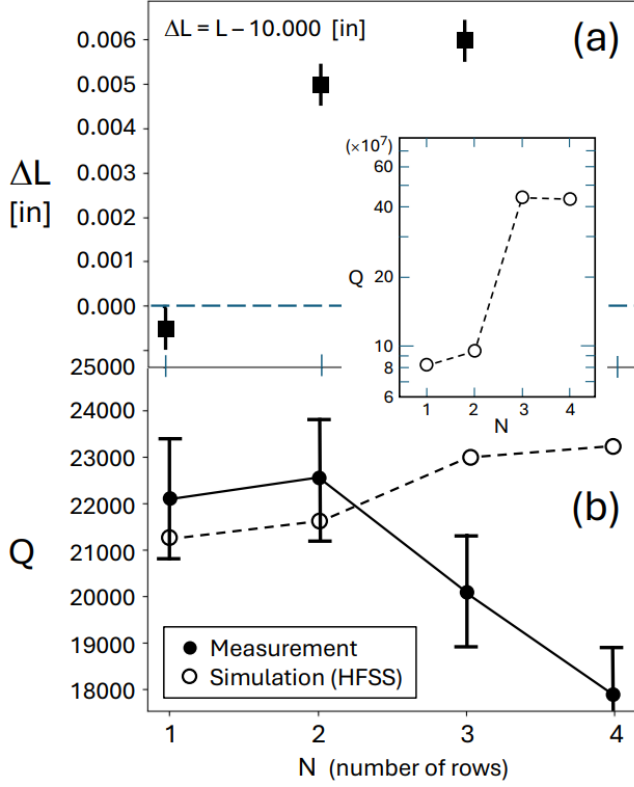 ΔL = L – 10.000 [in]
(a)
0.006
0.005
0.004
0.003
0.002
0.001
0.000
ΔL
[in]
(×10⁷)
60
40
20
10
8
6
Q
1 2 3 4
N
25000
24000
23000
22000
21000
20000
19000
18000
Q
(b)
Measurement
Simulation (HFSS)
1 2 3 4
N (number of rows)